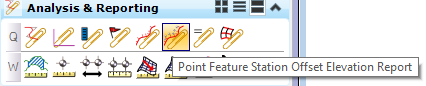 Analysis & Reporting
Q
W
Point Feature Station Offset Elevation Report